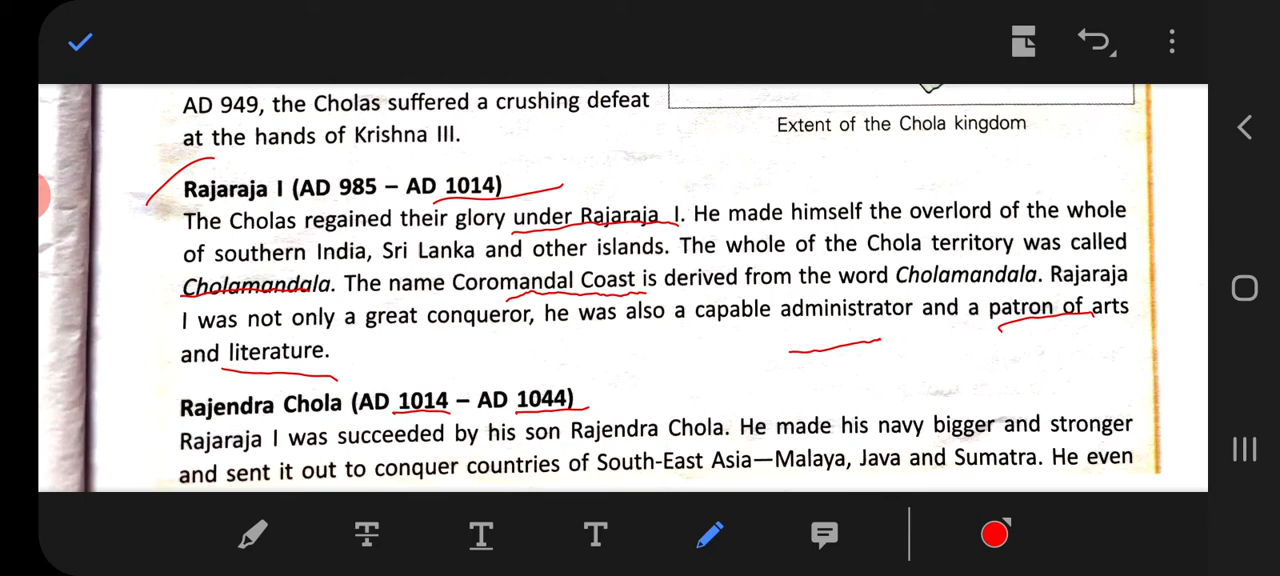 AD 949, the Cholas suffered a crushing defeat
at the hands of Krishna III.
Extent of the Chola kingdom
Rajaraja I (AD 985 – AD 1014)
The Cholas regained their glory under Rajaraja I. He made himself the overlord of the whole
of southern India, Sri Lanka and other islands. The whole of the Chola territory was called
Cholamandala. The name Coromandal Coast is derived from the word Cholamandala. Rajaraja
I was not only a great conqueror, he was also a capable administrator and a patron of arts
and literature.
Rajendra Chola (AD 1014 – AD 1044)
Rajaraja I was succeeded by his son Rajendra Chola. He made his navy bigger and stronger
and sent it out to conquer countries of South-East Asia—Malaya, Java and Sumatra. He even
T
T
T